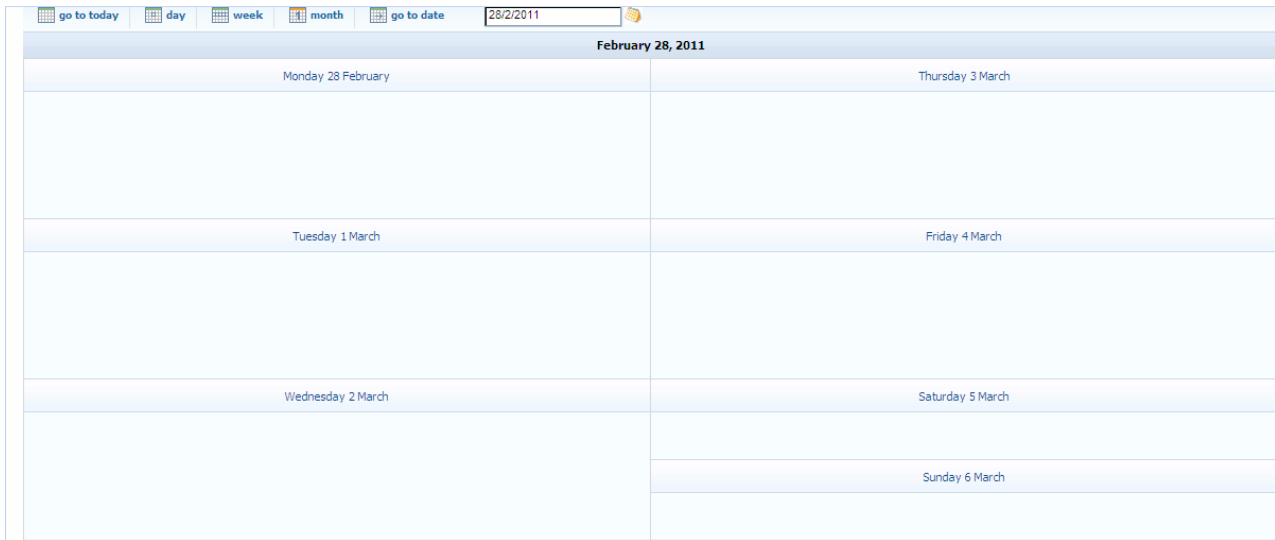 go to today day week month go to date 28/2/2011
February 28, 2011
Monday 28 February
Thursday 3 March
Tuesday 1 March
Friday 4 March
Wednesday 2 March
Saturday 5 March
Sunday 6 March